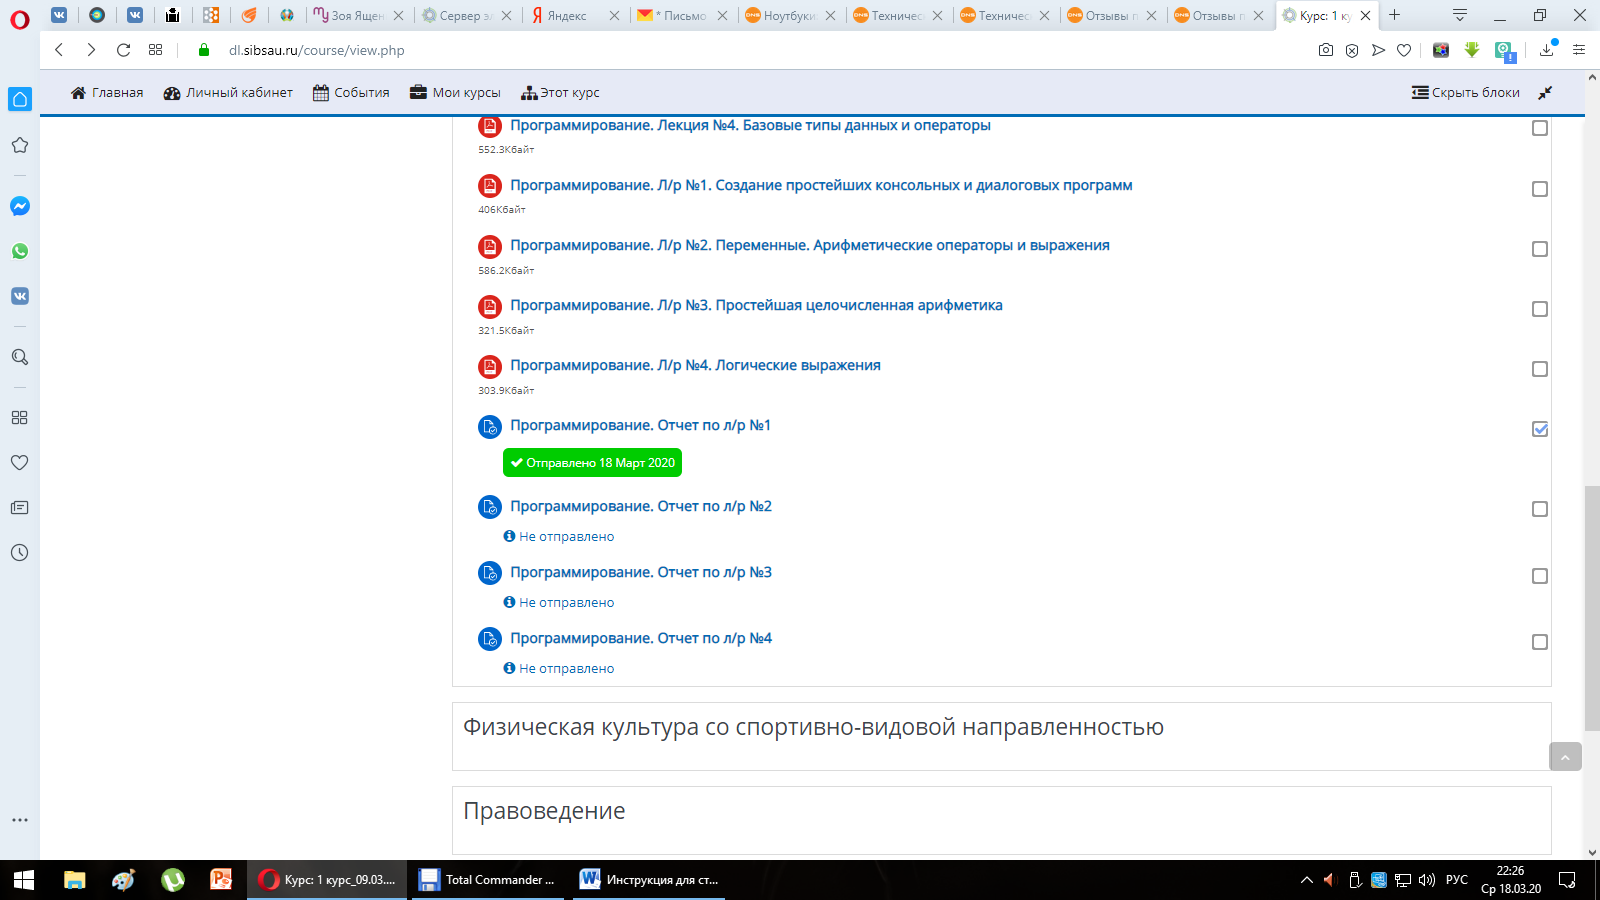 Зоя Ящен
Сервер эл
Яндекс
* Письмо
Ноутбуки
Техничес
Техничес
Отзывы п
Отзывы п
Курс: 1 ку
dl.sibsau.ru/course/view.php
Главная
Личный кабинет
События
Мои курсы
Этот курс
Скрыть блоки
Программирование. Лекция №4. Базовые типы данных и операторы
552.3Кбайт
Программирование. Л/р №1. Создание простейших консольных и диалоговых программ
406Кбайт
Программирование. Л/р №2. Переменные. Арифметические операторы и выражения
586.2Кбайт
Программирование. Л/р №3. Простейшая целочисленная арифметика
321.5Кбайт
Программирование. Л/р №4. Логические выражения
303.9Кбайт
Программирование. Отчет по л/р №1
Отправлено 18 Март 2020
Программирование. Отчет по л/р №2
Не отправлено
Программирование. Отчет по л/р №3
Не отправлено
Программирование. Отчет по л/р №4
Не отправлено
Физическая культура со спортивно-видовой направленностью
Правоведение
Курс: 1 курс_09.03....
Total Commander ...
Инструкция для ст...
РУС
22:26
Ср 18.03.20